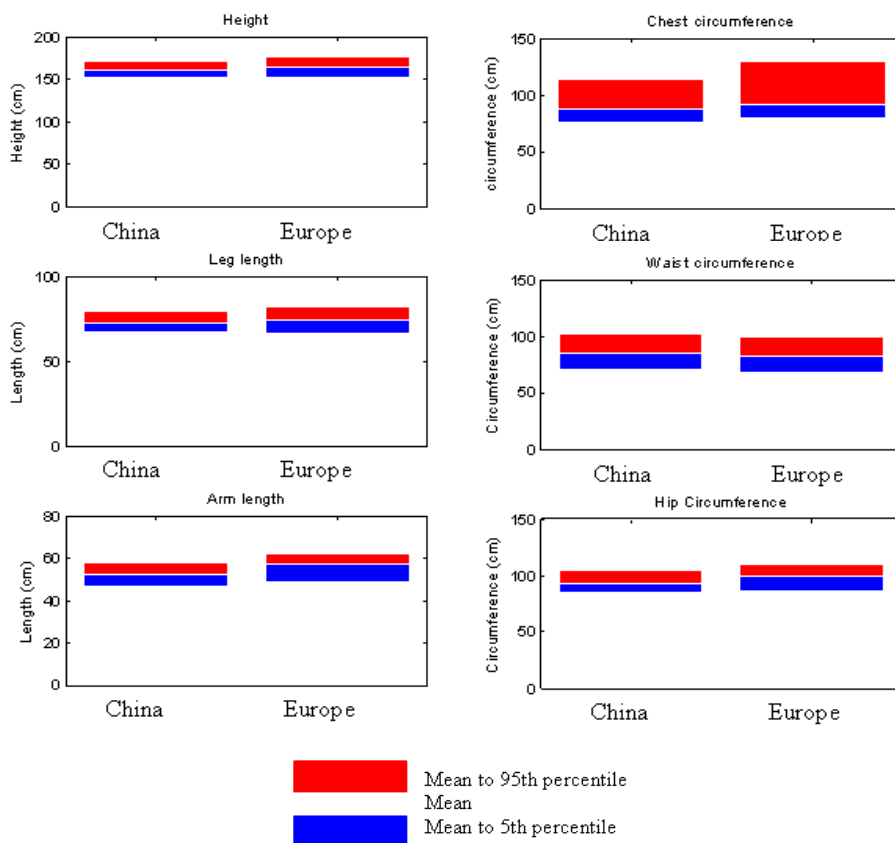 Height
200
150
100
50
0
Height (cm)
China Europe
Chest circumference
150
100
50
0
circumference (cm)
China Europe
Leg length
100
50
0
Length (cm)
China Europe
Waist circumference
150
100
50
0
Circumference (cm)
China Europe
Arm length
80
60
40
20
0
Length (cm)
China Europe
Hip Circumference
150
100
50
0
Circumference (cm)
China Europe
Mean to 95th percentile
Mean
Mean to 5th percentile